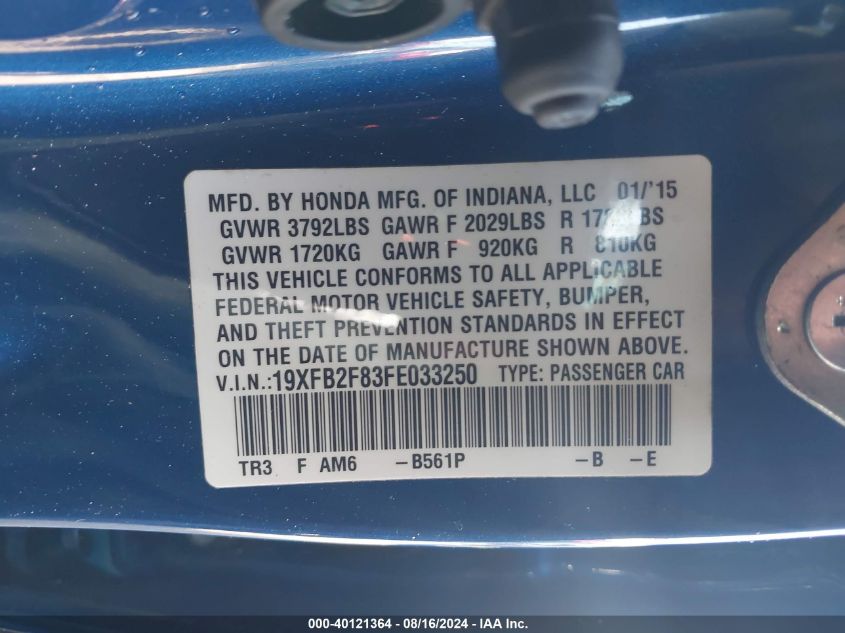 MFD. BY HONDA MFG. OF INDIANA, LLC 01/'15
GVWR 3792LBS GAWR F 2029LBS R
GVWR 1720KG GAWR F 920KG R 810KG
THIS VEHICLE CONFORMS TO ALL APPLICABLE
FEDERAL MOTOR VEHICLE SAFETY, BUMPER,
AND THEFT PREVENTION STANDARDS IN EFFECT
ON THE DATE OF MANUFACTURE SHOWN ABOVE.
V.I.N.:19XFB2F83FE033250 TYPE: PASSENGER CAR
TR3 F AM6 –B561P –B –E
000-40121364 - 08/16/2024 - IAA Inc.